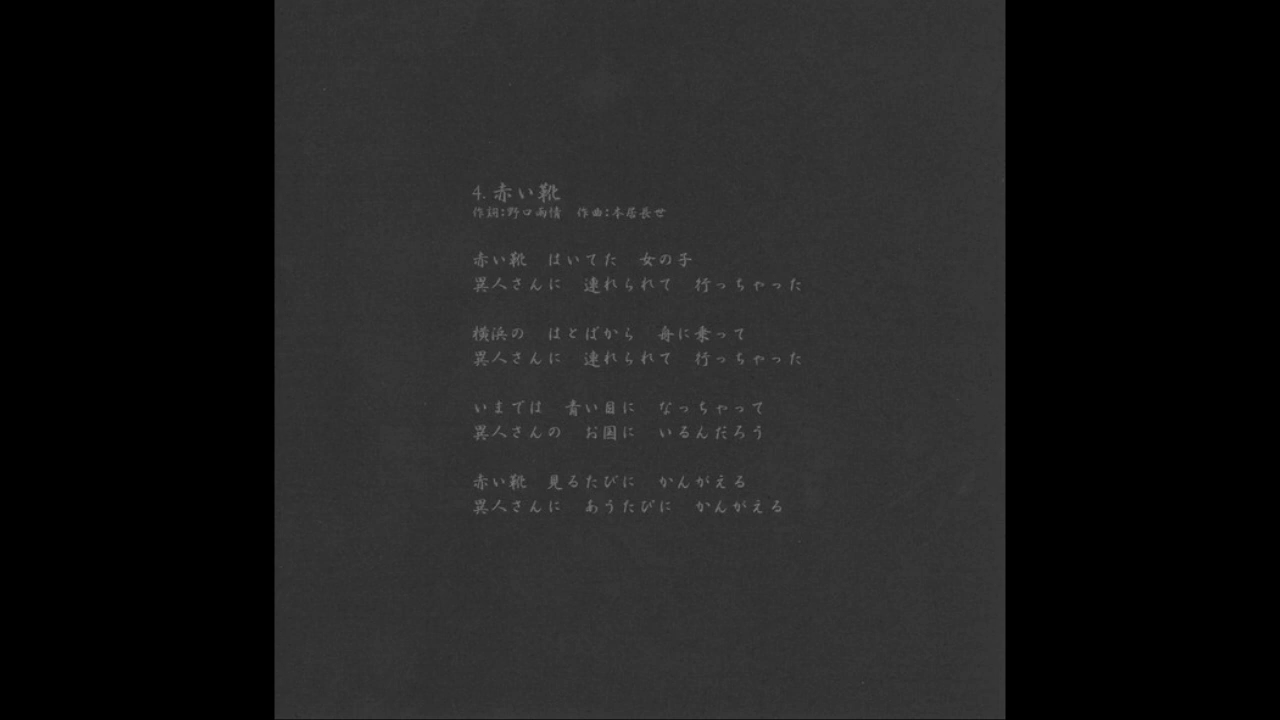 4. 赤い靴
作詞:野口雨情　作曲:本居長世
赤い靴　はいてた　女の子
異人さんに　連れられて　行っちゃった
横浜の　はとばから　舟に乗って
異人さんに　連れられて　行っちゃった
いまでは　青い目に　なっちゃって
異人さんの　お国に　いるんだろう
赤い靴　見るたびに　かんがえる
異人さんに　あうたびに　かんがえる